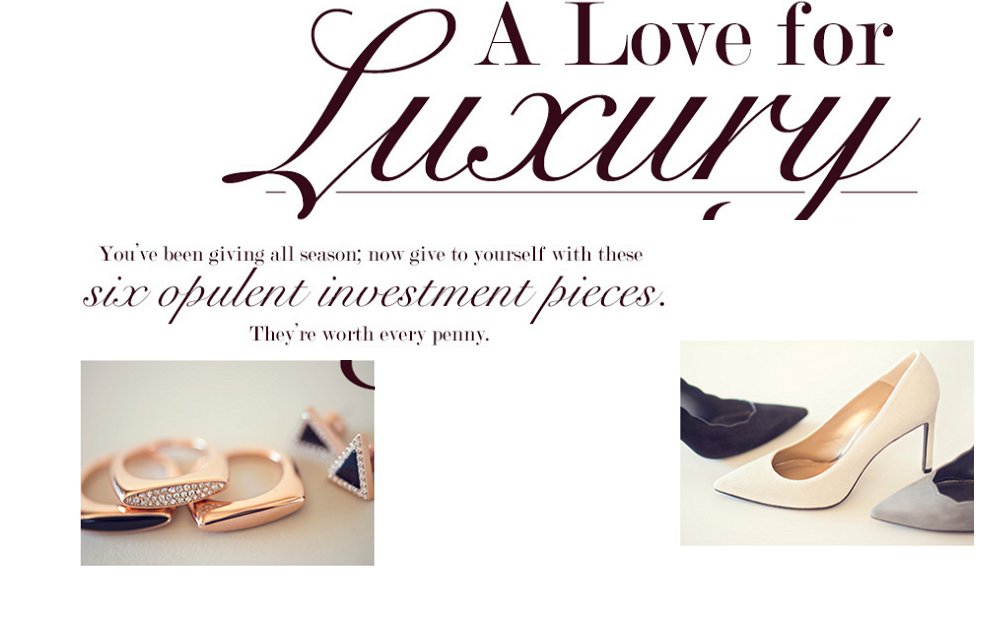 A Love for
Luxury
You've been giving all season; now give to yourself with these
six opulent investment pieces.
They're worth every penny.